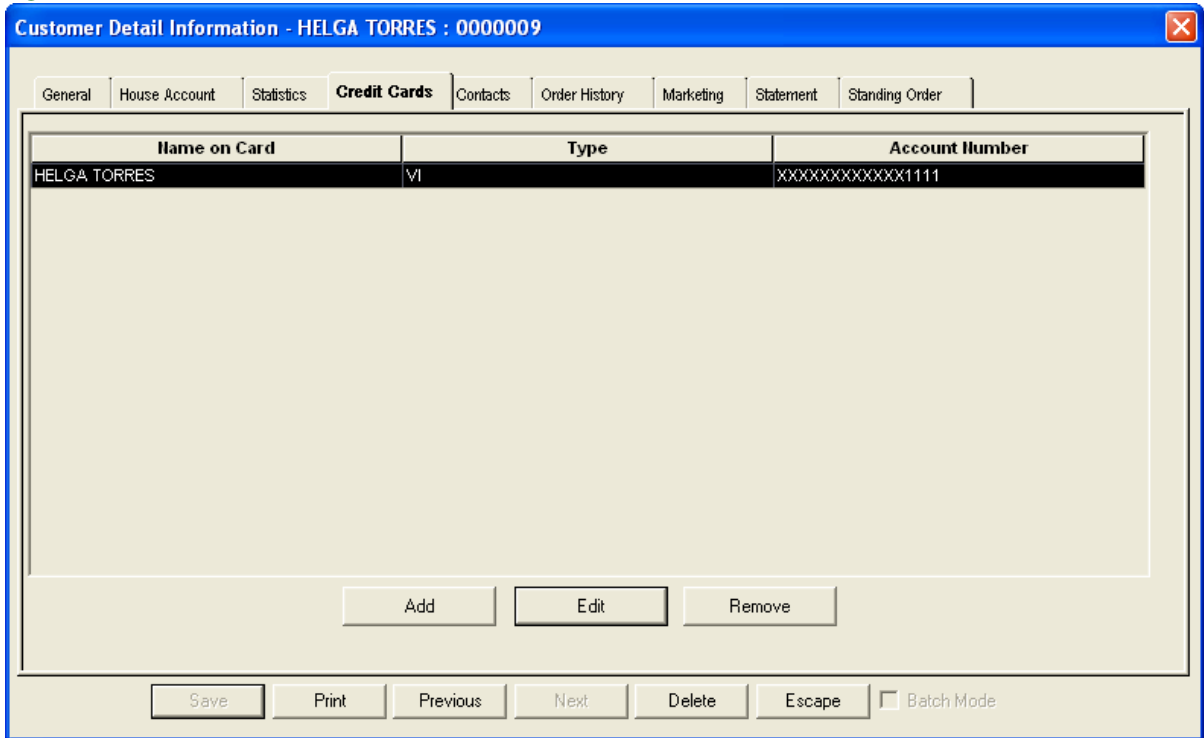 Customer Detail Information - HELGA TORRES : 0000009
General House Account Statistics Credit Cards Contacts Order History Marketing Statement Standing Order
Name on Card Type Account Number
HELGA TORRES VI XXXXXXXXXXXX1111
Add Edit Remove
Save Print Previous Next Delete Escape Batch Mode